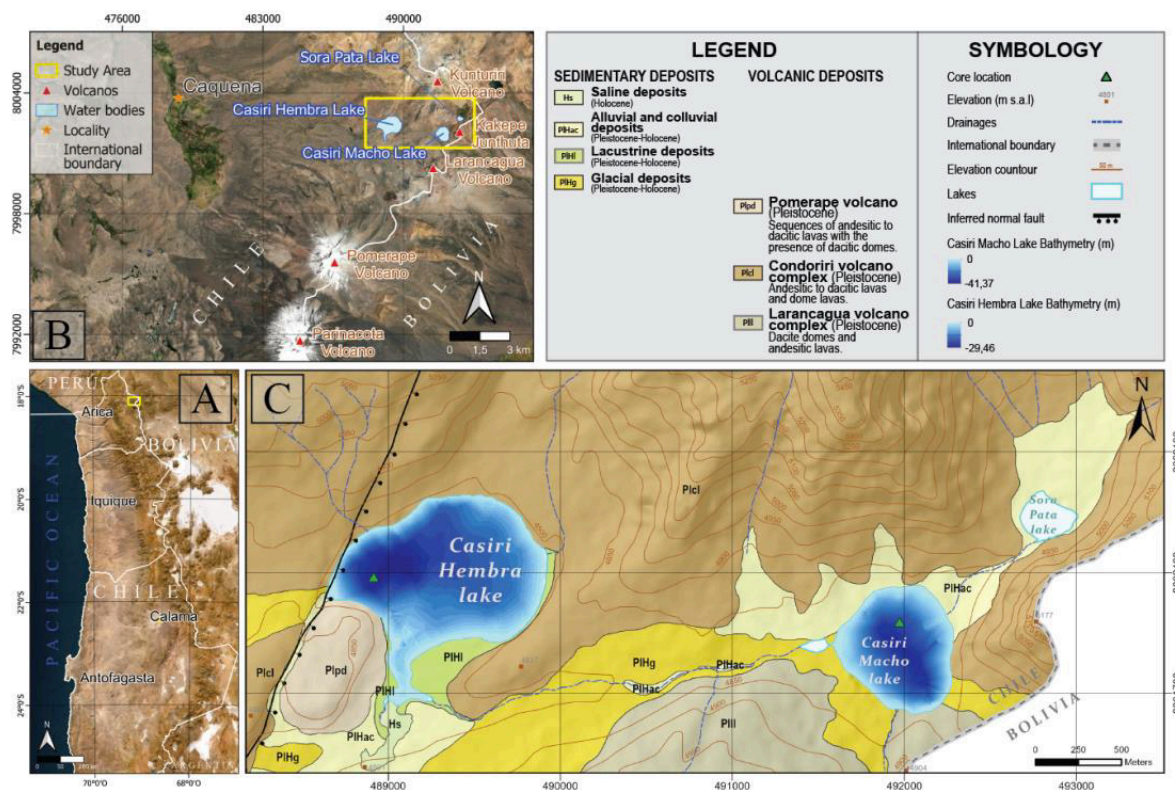 476000
483000
490000
8004000
7998000
7992000
Legend
Study Area
Volcanos
Water bodies
Locality
International
boundary
Caquena
Sora Pata Lake
Kunturiri
Volcano
Casiri Hembra Lake
Kakepe
Junthuta
Casiri Macho Lake
Larancagua
Volcano
Pomerape
Volcano
Parinacota
Volcano
CHILE
BOLIVIA
N
0 1.5 3 km
B
LEGEND
SEDIMENTARY DEPOSITS
Hs Saline deposits
(Holocene)
PlHac Alluvial and colluvial
deposits
(Pleistocene-Holocene)
PlHl Lacustrine deposits
(Pleistocene-Holocene)
PlHg Glacial deposits
(Pleistocene-Holocene)
VOLCANIC DEPOSITS
Plpd Pomerape volcano
(Pleistocene)
Sequences of andesitic to
dacitic lavas with the
presence of dacitic domes.
Plcl Condoriri volcano
complex (Pleistocene)
Andesitic to dacitic lavas
and dome lavas.
Plll Larancagua volcano
complex (Pleistocene)
Dacite domes and
andesitic lavas.
SYMBOLOGY
Core location
Elevation (m s.a.l)
Drainages
International boundary
Elevation countour
50 m
Lakes
Inferred normal fault
Casiri Macho Lake Bathymetry (m)
0
-41,37
Casiri Hembra Lake Bathymetry (m)
0
-29,46
A
PERU
Arica
BOLIVIA
Iquique
PACIFIC OCEAN
CHILE
Calama
Antofagasta
N
18°0'S
20°0'S
22°0'S
24°0'S
70°0'0"
68°0'0"
C
N
Plcl
Casiri
Hembra
lake
Sora
Pata
lake
PlHac
Casiri
Macho
lake
PlHg
PlHac
PlHac
PlHl
Plcl
Plpd
PlHl
Hs
PlHac
PlHg
Plll
CHILE
BOLIVIA
0 250 500
Meters
489000
490000
491000
492000
493000